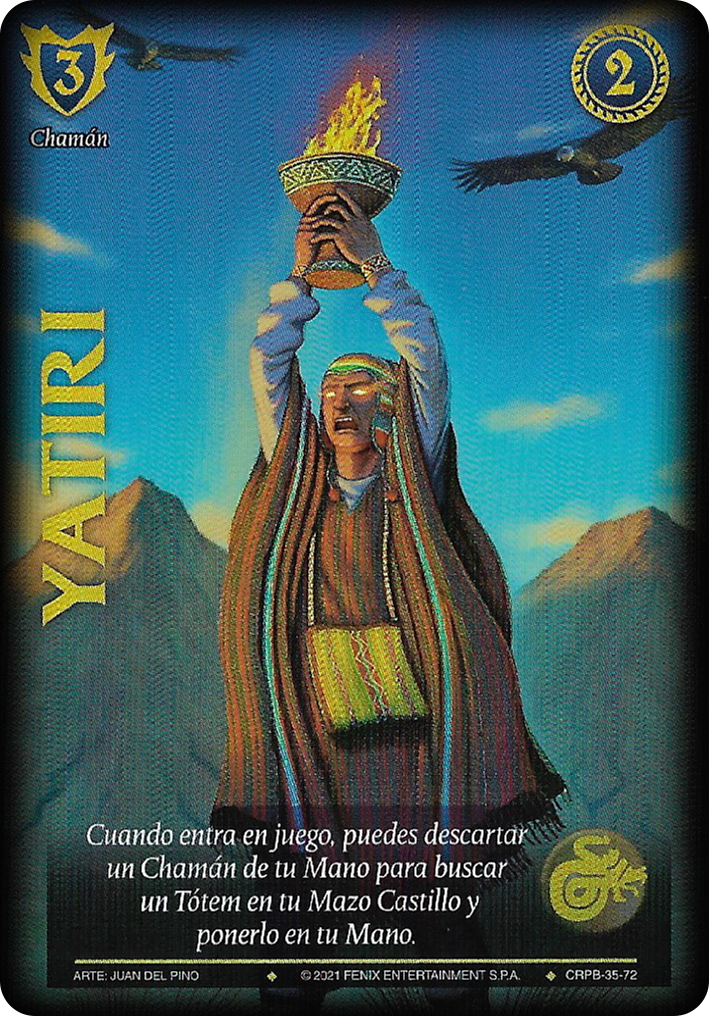 3
2
Chamán
YATIRI
Cuando entra en juego, puedes descartar
un Chamán de tu Mano para buscar
un Tótem en tu Mazo Castillo y
ponerlo en tu Mano.
ARTE: JUAN DEL PINO
© 2021 FENIX ENTERTAINMENT S.P.A.
CRPB-35-72